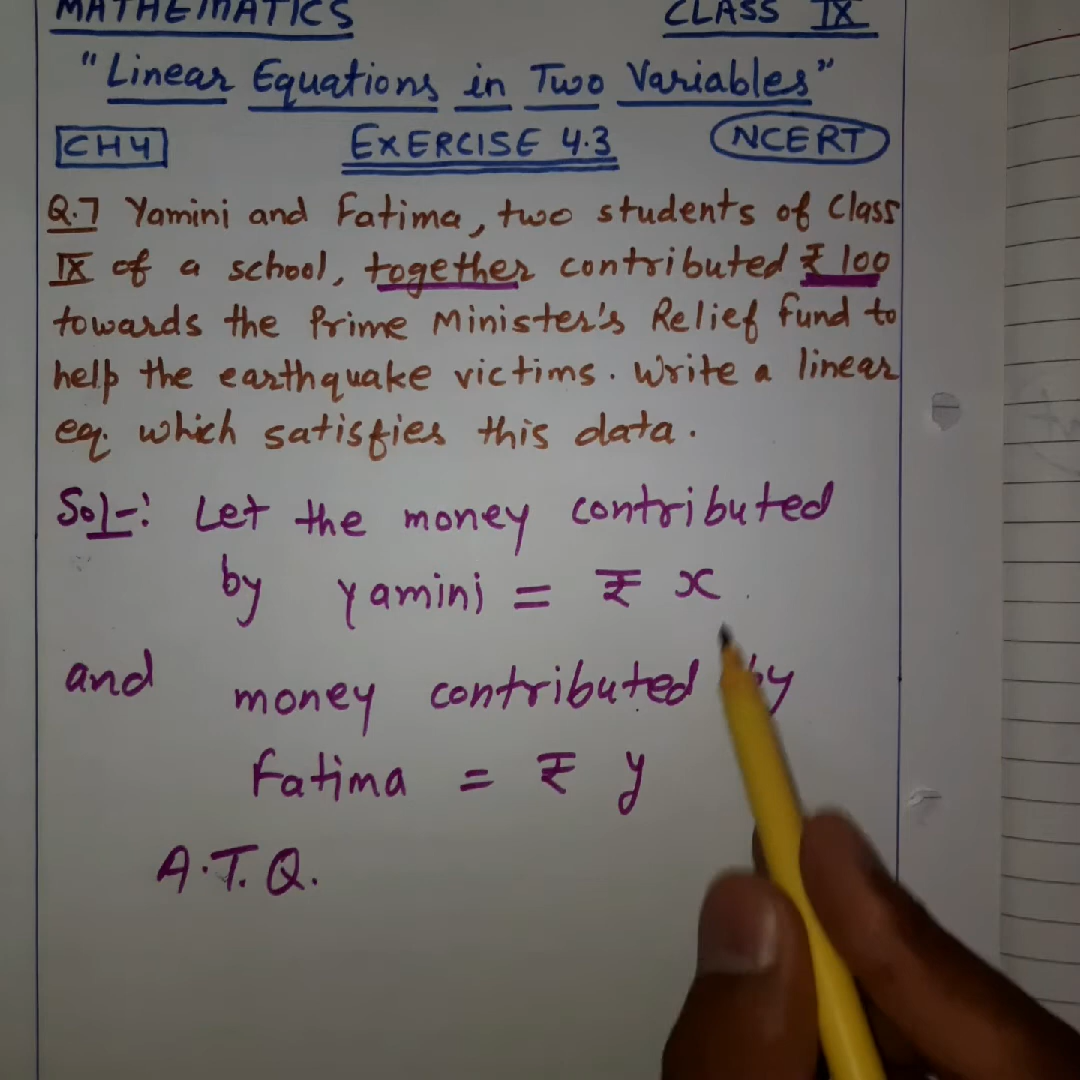 MATHEMATICS CLASS IX
"Linear Equations in Two Variables"
CH4 EXERCISE 4.3 NCERT
Q.7 Yamini and Fatima, two students of Class
IX of a school, together contributed ₹ 100
towards the Prime Minister's Relief Fund to
help the earthquake victims. Write a linear
eq. which satisfies this data.
Sol-: Let the money contributed
by Yamini = ₹ x
and money contributed by
Fatima = ₹ y
A.T.Q.